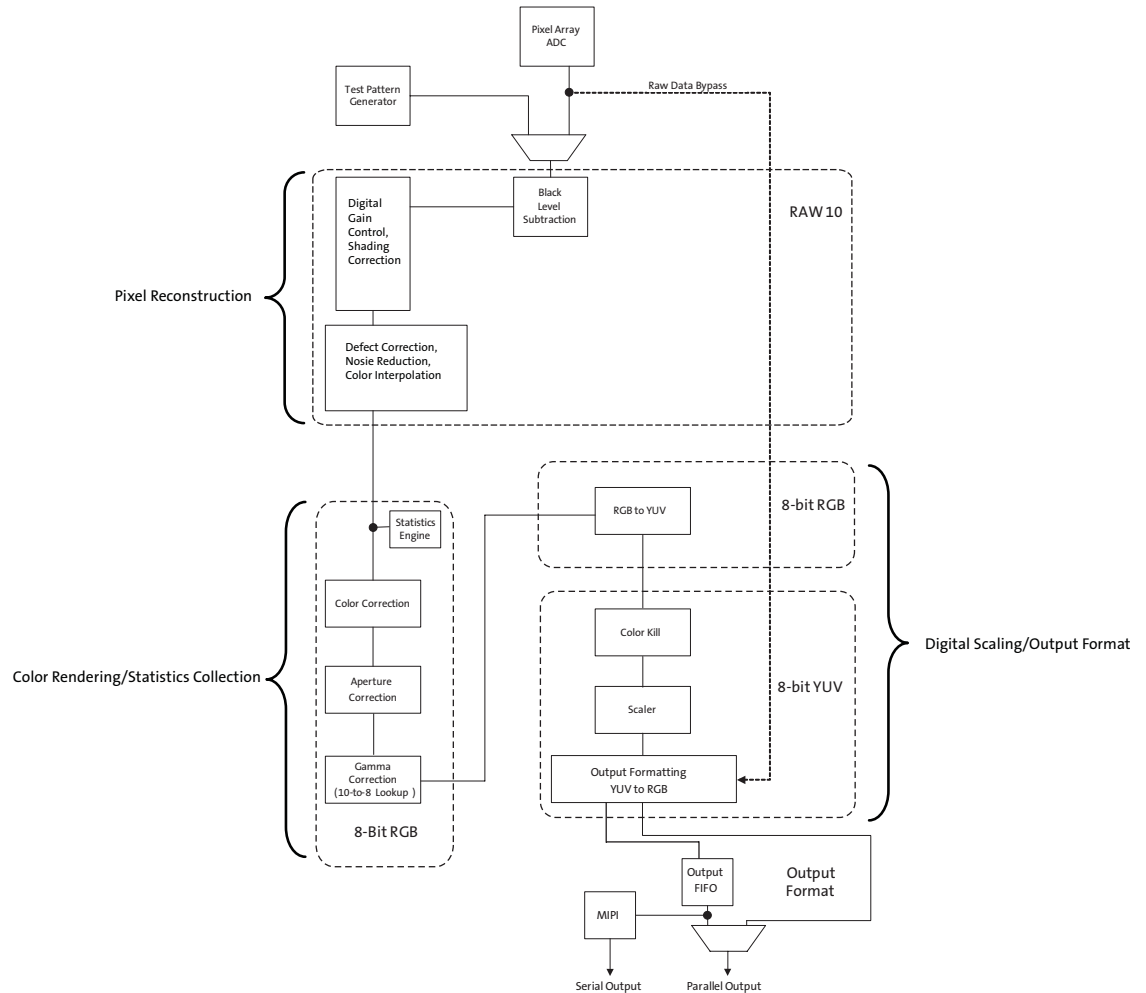 Pixel Array
ADC
Test Pattern
Generator
Raw Data Bypass
Black
Level
Subtraction
RAW 10
Digital
Gain
Control,
Shading
Correction
Pixel Reconstruction
Defect Correction,
Nosie Reduction,
Color Interpolation
Statistics
Engine
RGB to YUV
8-bit RGB
Color Correction
Color Kill
Digital Scaling/Output Format
Color Rendering/Statistics Collection
Aperture
Correction
Scaler
8-bit YUV
Gamma
Correction
(10-to-8 Lookup )
8-Bit RGB
Output Formatting
YUV to RGB
Output
FIFO
Output
Format
MIPI
Serial Output
Parallel Output